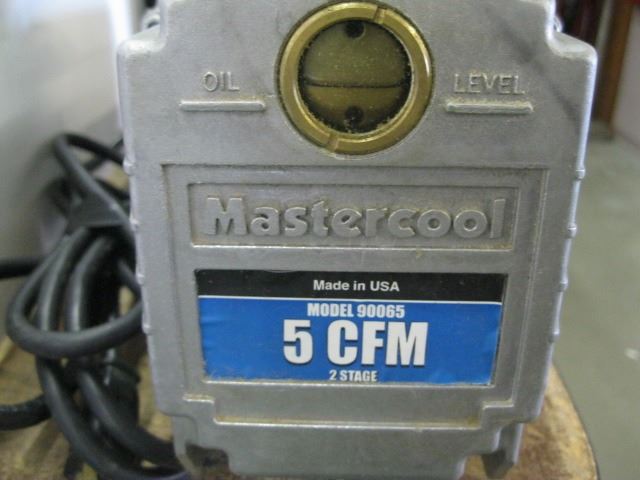 OIL LEVEL
Mastercool
Made in USA
MODEL 90065
5 CFM
2 STAGE